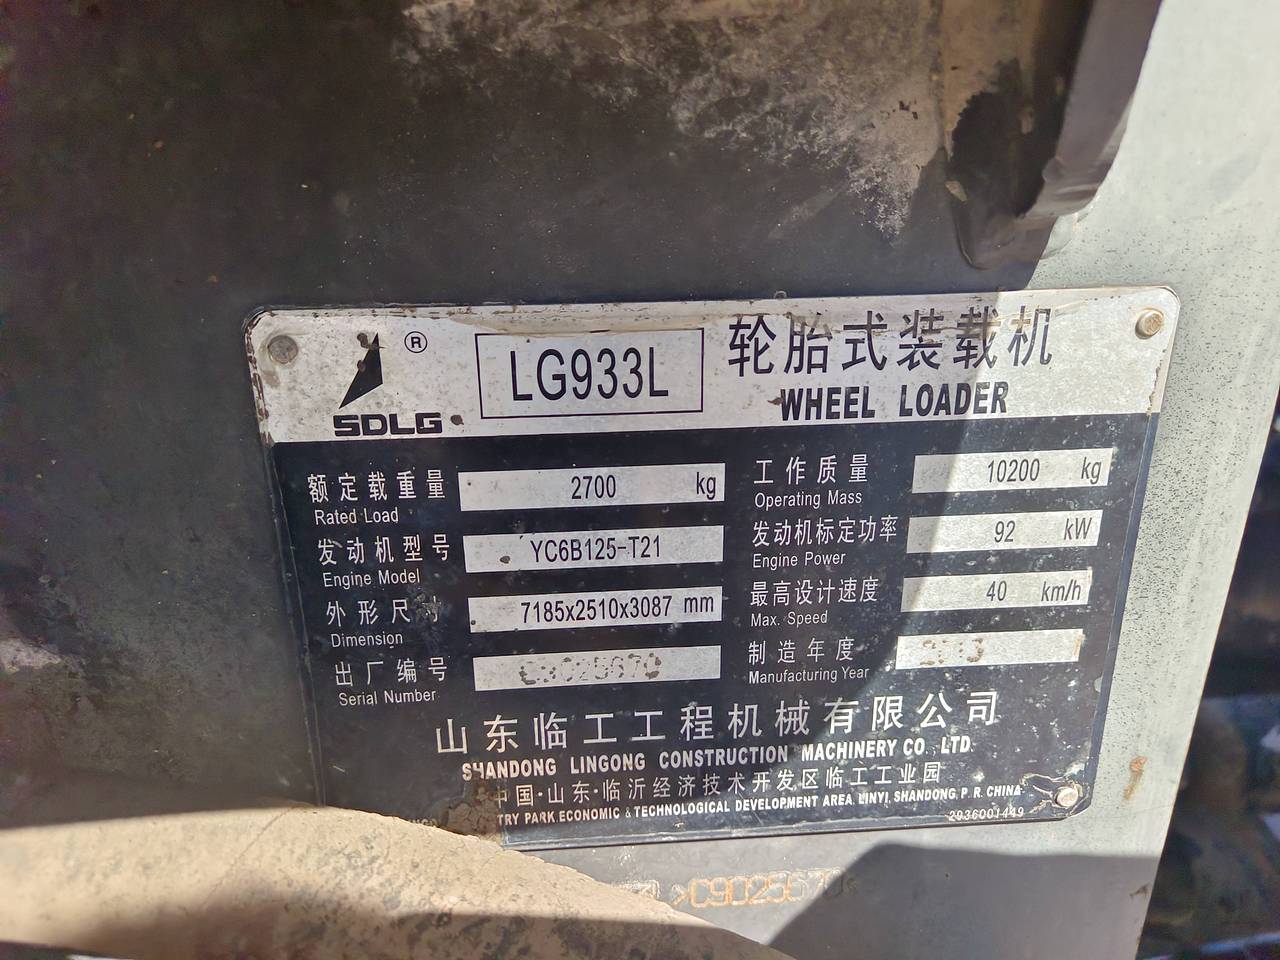 ®
SDLG
LG933L
轮胎式装载机
WHEEL LOADER
额定载重量 2700 kg
Rated Load
工作质量 10200 kg
Operating Mass
发动机型号 YC6B125-T21
Engine Model
发动机标定功率 92 kW
Engine Power
外形尺寸 7185x2510x3087 mm
Dimension
最高设计速度 40 km/h
Max. Speed
出厂编号
Serial Number
制造年度
Manufacturing Year
山东临工工程机械有限公司
SHANDONG LINGONG CONSTRUCTION MACHINERY CO., LTD.
中国·山东·临沂经济技术开发区临工工业园
PARK ECONOMIC & TECHNOLOGICAL DEVELOPMENT AREA LINYI SHANDONG P. R. CHINA
2936001449